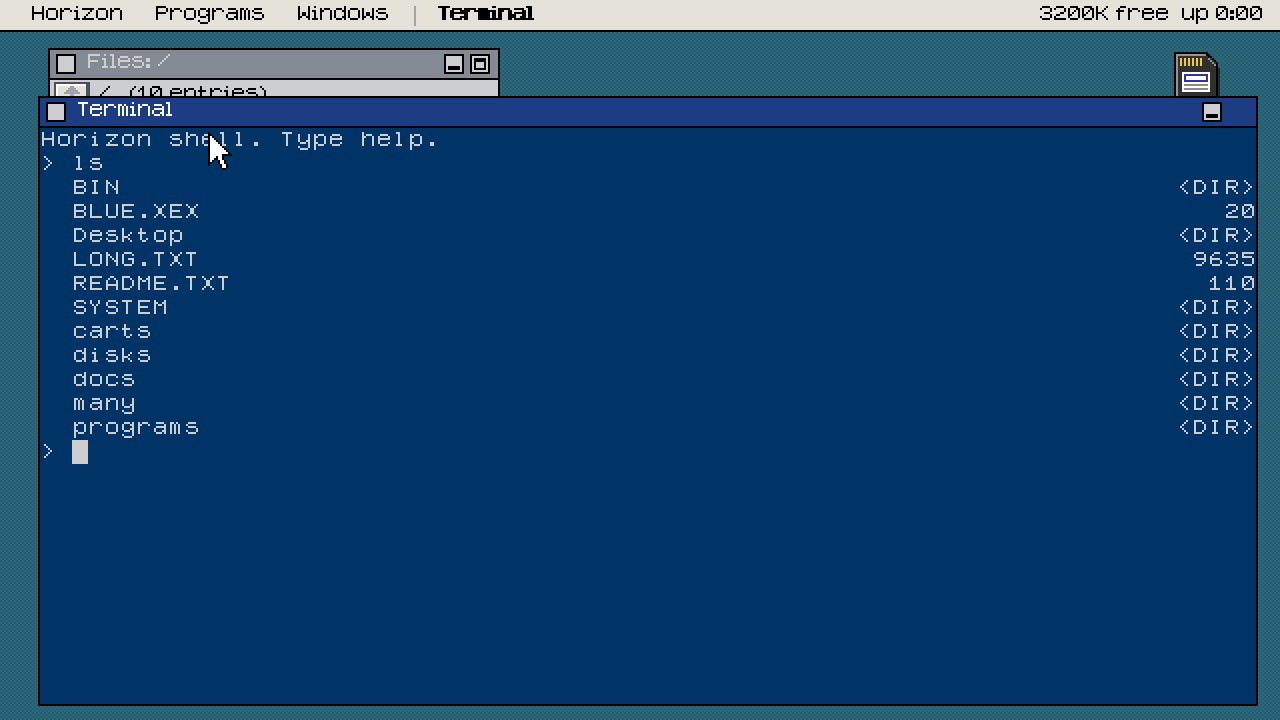 Horizon Programs Windows | Terminal 3200K free up 0:00
Files: /
/ (10 entries)
Terminal
Horizon shell. Type help.
> ls
BIN <DIR>
BLUE.XEX 20
Desktop <DIR>
LONG.TXT 9635
README.TXT 110
SYSTEM <DIR>
carts <DIR>
disks <DIR>
docs <DIR>
many <DIR>
programs <DIR>
>